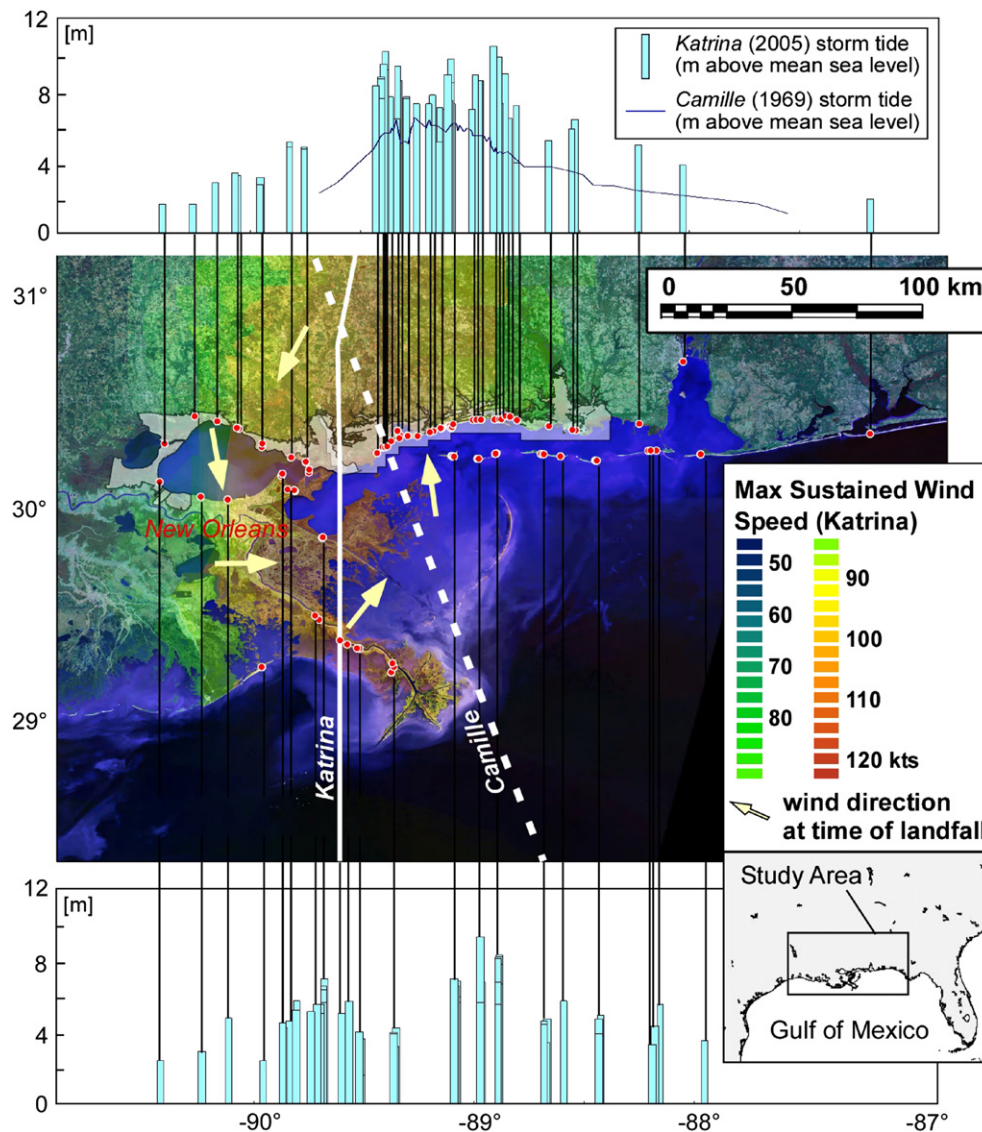 12
[m]
8
4
0
Katrina (2005) storm tide
(m above mean sea level)
Camille (1969) storm tide
(m above mean sea level)
31°
30°
29°
0 50 100 km
New Orleans
Katrina
Camille
Max Sustained Wind
Speed (Katrina)
50
60
70
80
90
100
110
120 kts
wind direction
at time of landfall
Study Area
Gulf of Mexico
12
[m]
8
4
0
-90° -89° -88° -87°